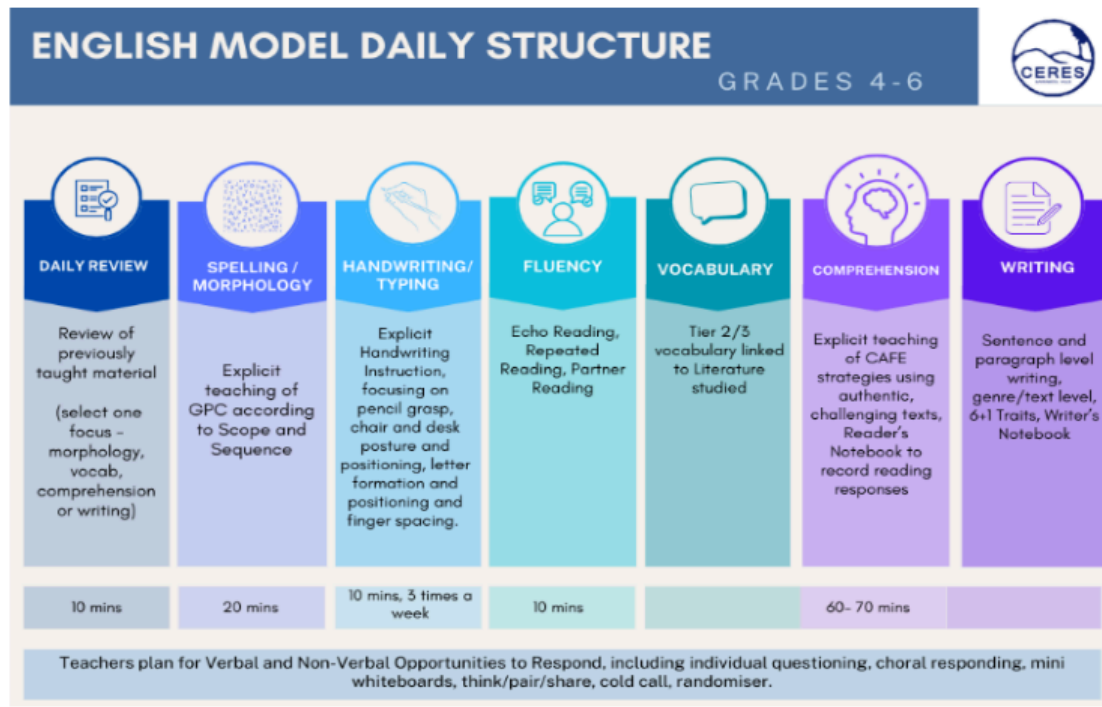 ENGLISH MODEL DAILY STRUCTURE
GRADES 4-6
CERES
DAILY REVIEW
Review of
previously
taught material
(select one
focus –
morphology,
vocab,
comprehension
or writing)
10 mins
SPELLING /
MORPHOLOGY
Explicit
teaching of
GPC according
to Scope and
Sequence
20 mins
HANDWRITING/
TYPING
Explicit
Handwriting
Instruction,
focusing on
pencil grasp,
chair and desk
posture and
positioning, letter
formation and
positioning and
finger spacing.
10 mins, 3 times a
week
FLUENCY
Echo Reading,
Repeated
Reading, Partner
Reading
10 mins
VOCABULARY
Tier 2/3
vocabulary linked
to Literature
studied
COMPREHENSION
Explicit teaching
of CAFE
strategies using
authentic,
challenging texts,
Reader's
Notebook to
record reading
responses
60– 70 mins
WRITING
Sentence and
paragraph level
writing,
genre/text level,
6+1 Traits, Writer's
Notebook
Teachers plan for Verbal and Non-Verbal Opportunities to Respond, including individual questioning, choral responding, mini
whiteboards, think/pair/share, cold call, randomiser.